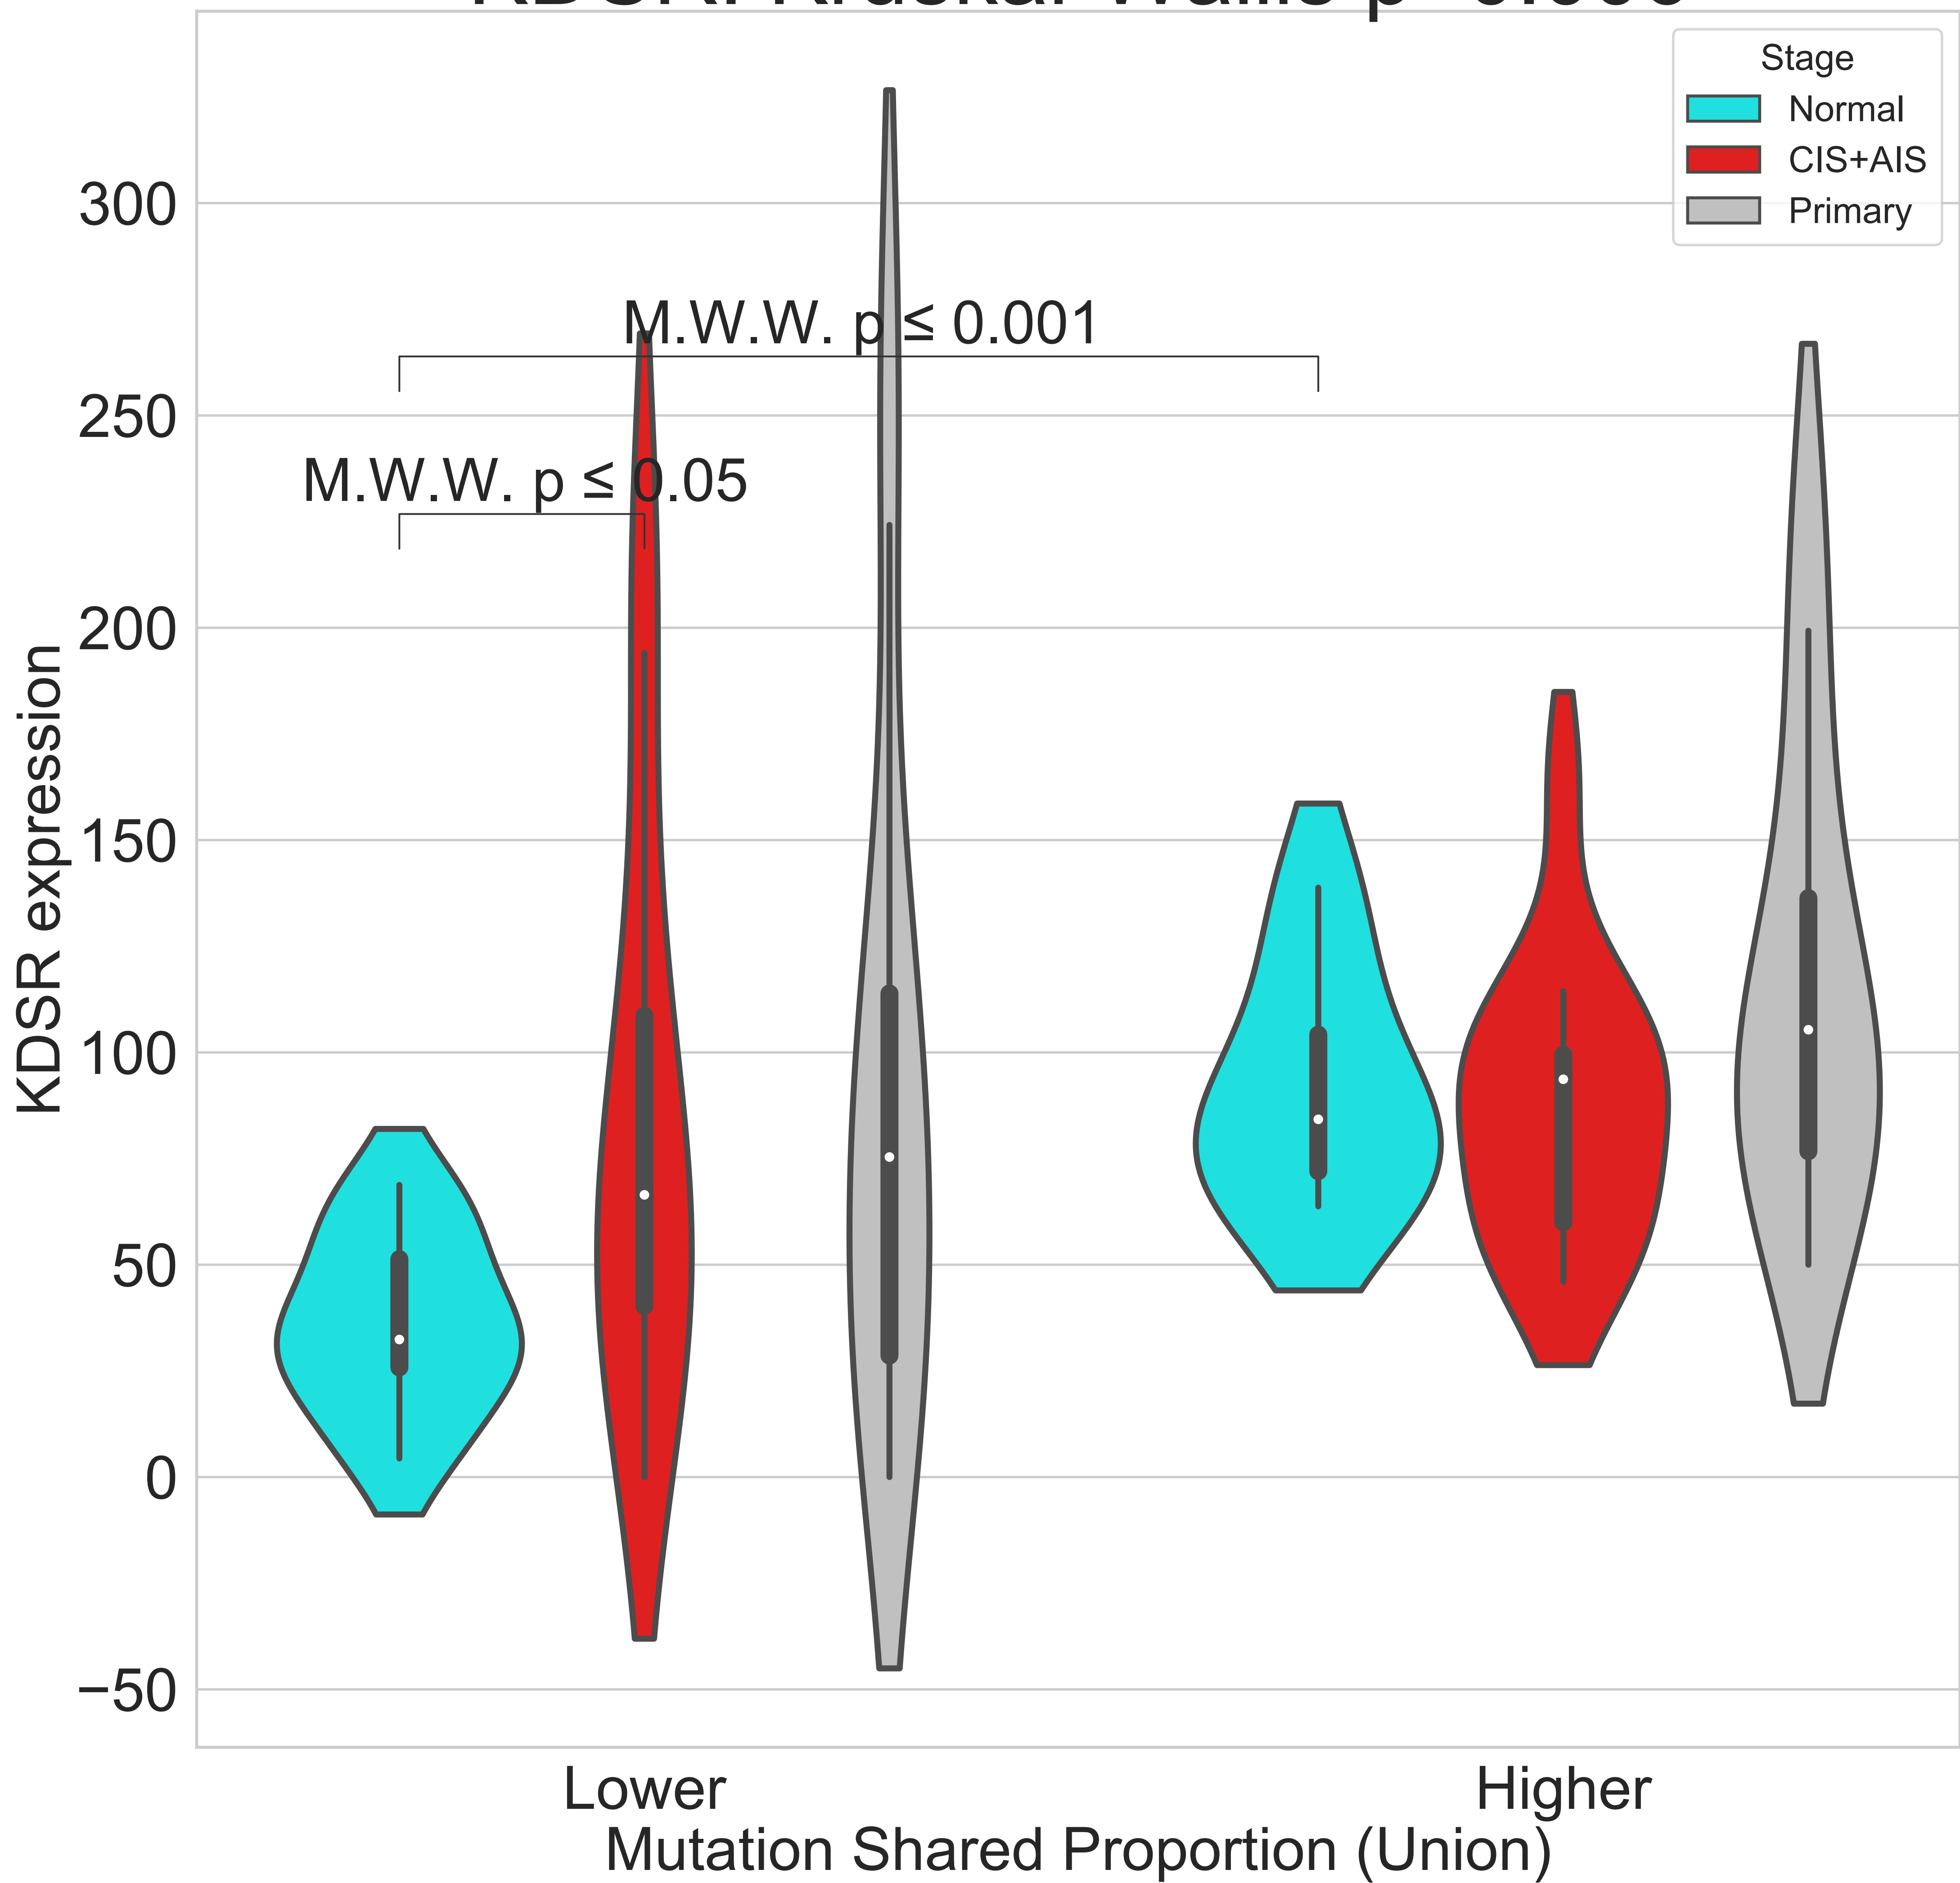 Stage
Normal
CIS+AIS
Primary
300
250
200
150
100
50
0
−50
KDSR expression
M.W.W. p ≤ 0.001
M.W.W. p ≤ 0.05
Lower
Higher
Mutation Shared Proportion (Union)